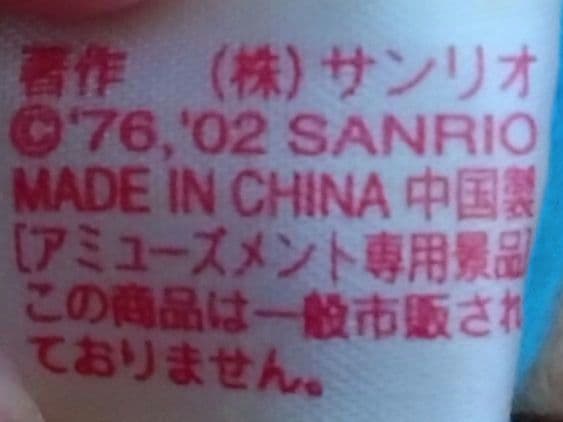 著作 (株)サンリオ
©'76,'02 SANRIO
MADE IN CHINA 中国製
[アミューズメント専用景品]
この商品は一般市販され
ておりません。